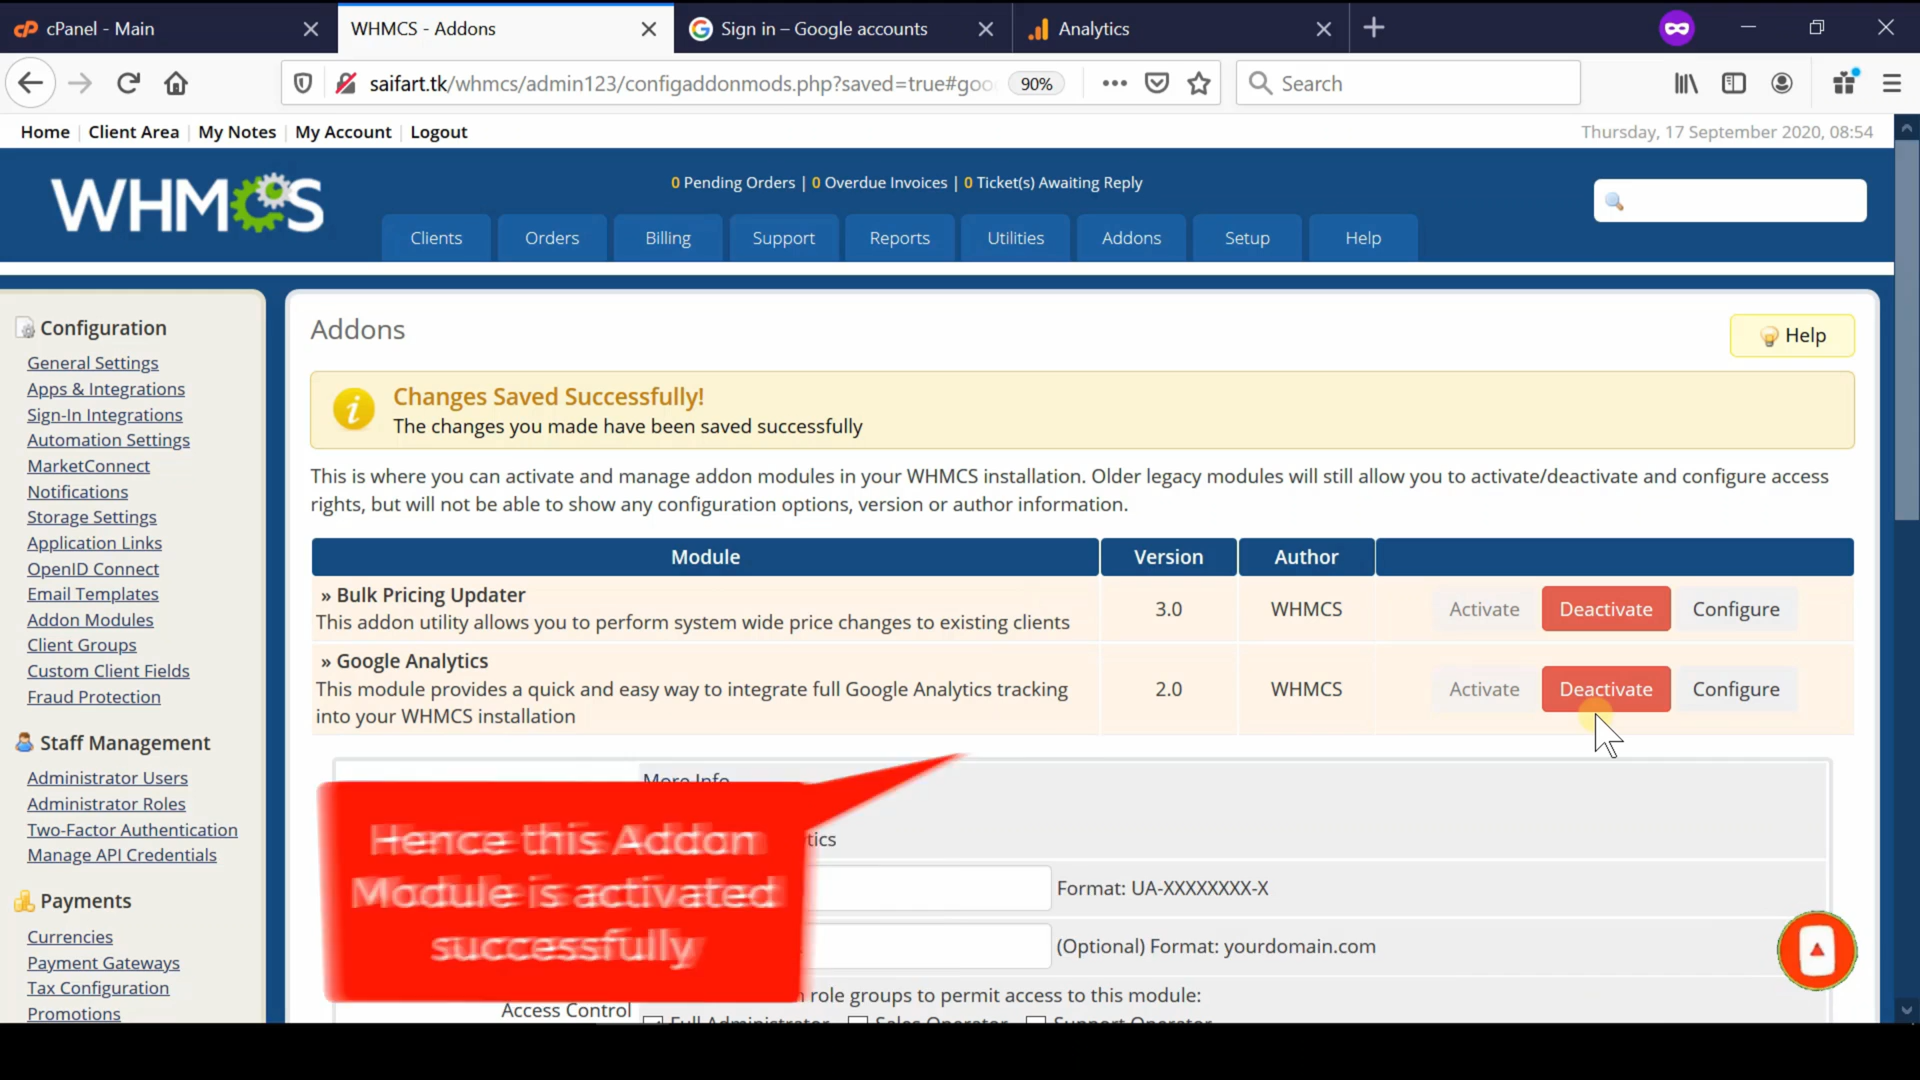 cPanel - Main
WHMCS - Addons
Sign in – Google accounts
Analytics
saifart.tk/whmcs/admin123/configaddonmods.php?saved=true#goo
90%
Search
Home | Client Area | My Notes | My Account | Logout
Thursday, 17 September 2020, 08:54
WHMCS
0 Pending Orders | 0 Overdue Invoices | 0 Ticket(s) Awaiting Reply
Clients Orders Billing Support Reports Utilities Addons Setup Help
Configuration
General Settings
Apps & Integrations
Sign-In Integrations
Automation Settings
MarketConnect
Notifications
Storage Settings
Application Links
OpenID Connect
Email Templates
Addon Modules
Client Groups
Custom Client Fields
Fraud Protection
Staff Management
Administrator Users
Administrator Roles
Two-Factor Authentication
Manage API Credentials
Payments
Currencies
Payment Gateways
Tax Configuration
Promotions
Addons
Help
Changes Saved Successfully!
The changes you made have been saved successfully
This is where you can activate and manage addon modules in your WHMCS installation. Older legacy modules will still allow you to activate/deactivate and configure access
rights, but will not be able to show any configuration options, version or author information.
Module Version Author
» Bulk Pricing Updater
This addon utility allows you to perform system wide price changes to existing clients
3.0 WHMCS Activate Deactivate Configure
» Google Analytics
This module provides a quick and easy way to integrate full Google Analytics tracking
into your WHMCS installation
2.0 WHMCS Activate Deactivate Configure
More Info
tics
Format: UA-XXXXXXXX-X
(Optional) Format: yourdomain.com
Hence this Addon
Module is activated
successfully
Access Control
role groups to permit access to this module:
Full Administrator Sales Operator Support Operator